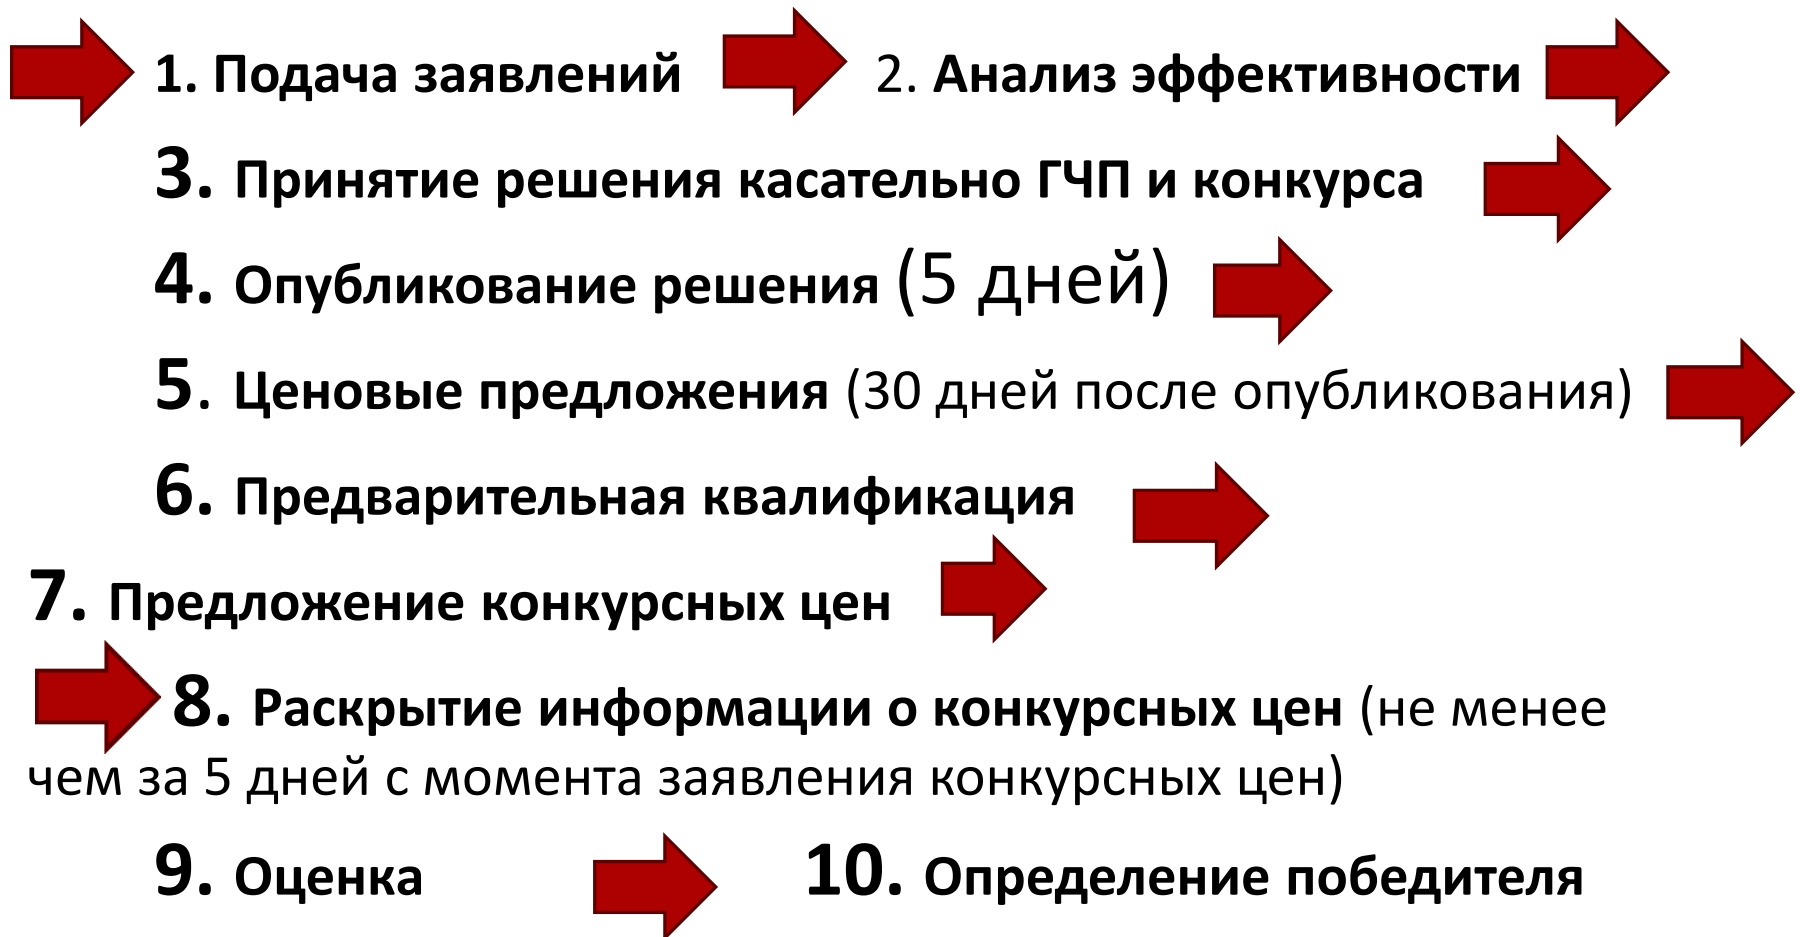 1. Подача заявлений 2. Анализ эффективности
3. Принятие решения касательно ГЧП и конкурса
4. Опубликование решения (5 дней)
5. Ценовые предложения (30 дней после опубликования)
6. Предварительная квалификация
7. Предложение конкурсных цен
8. Раскрытие информации о конкурсных цен (не менее
чем за 5 дней с момента заявления конкурсных цен)
9. Оценка 10. Определение победителя